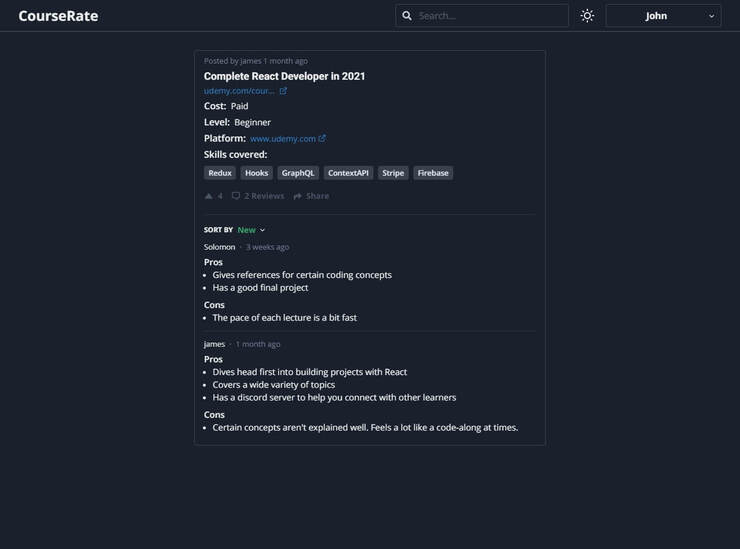 CourseRate
Search...
John
Posted by james 1 month ago
Complete React Developer in 2021
udemy.com/cour...
Cost: Paid
Level: Beginner
Platform: www.udemy.com
Skills covered:
Redux Hooks GraphQL ContextAPI Stripe Firebase
4 2 Reviews Share
SORT BY New
Solomon · 3 weeks ago
Pros
• Gives references for certain coding concepts
• Has a good final project
Cons
• The pace of each lecture is a bit fast
james · 1 month ago
Pros
• Dives head first into building projects with React
• Covers a wide variety of topics
• Has a discord server to help you connect with other learners
Cons
• Certain concepts aren't explained well. Feels a lot like a code-along at times.